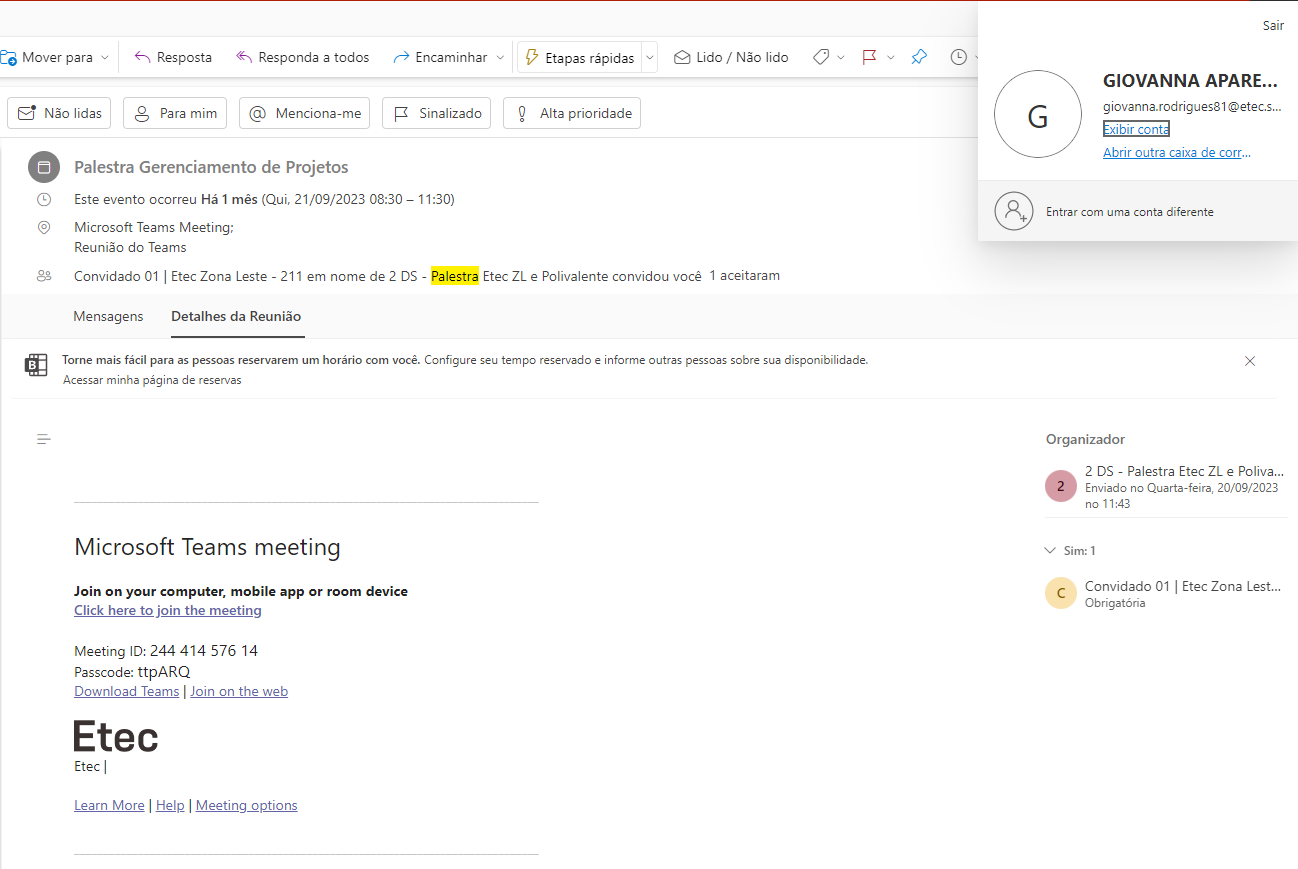 Sair
Mover para
Resposta
Responda a todos
Encaminhar
Etapas rápidas
Lido / Não lido
G
GIOVANNA APARE...
giovanna.rodrigues81@etec.s...
Exibir conta
Abrir outra caixa de corr...
Entrar com uma conta diferente
Não lidas
Para mim
Menciona-me
Sinalizado
Alta prioridade
Palestra Gerenciamento de Projetos
Este evento ocorreu Há 1 mês (Qui, 21/09/2023 08:30 – 11:30)
Microsoft Teams Meeting;
Reunião do Teams
Convidado 01 | Etec Zona Leste - 211 em nome de 2 DS - Palestra Etec ZL e Polivalente convidou você 1 aceitaram
Mensagens
Detalhes da Reunião
B
Torne mais fácil para as pessoas reservarem um horário com você. Configure seu tempo reservado e informe outras pessoas sobre sua disponibilidade.
Acessar minha página de reservas
Organizador
2
2 DS - Palestra Etec ZL e Poliva...
Enviado no Quarta-feira, 20/09/2023
no 11:43
Sim: 1
C
Convidado 01 | Etec Zona Lest...
Obrigatória
Microsoft Teams meeting
Join on your computer, mobile app or room device
Click here to join the meeting
Meeting ID: 244 414 576 14
Passcode: ttpARQ
Download Teams | Join on the web
Etec
Etec |
Learn More | Help | Meeting options